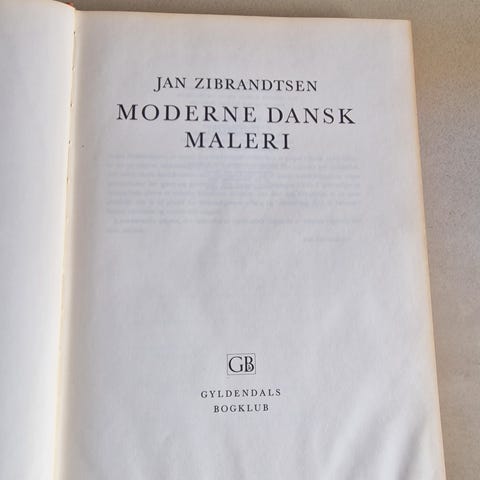 JAN ZIBRANDTSEN
MODERNE DANSK
MALERI
GB
GYLDENDALS
BOGKLUB